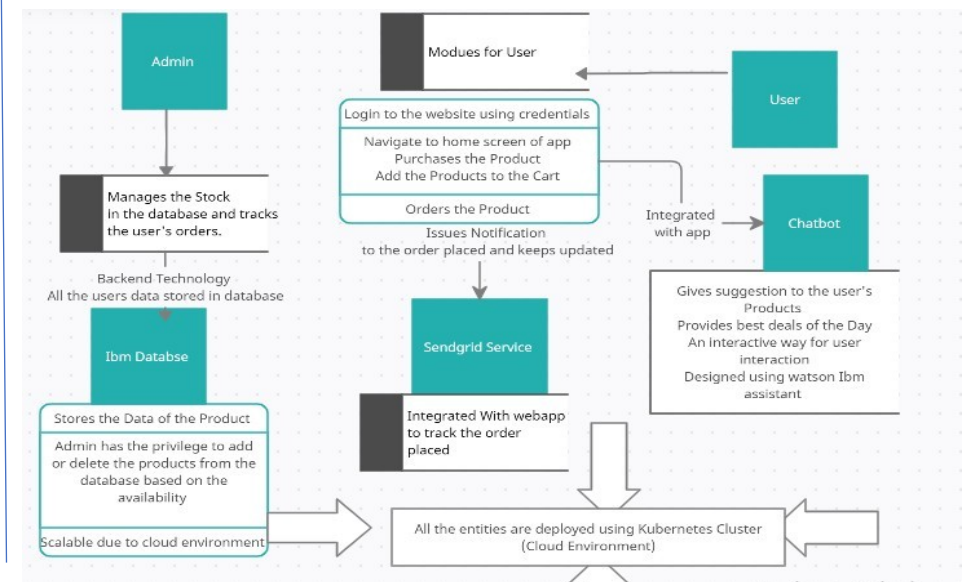 Admin
Modues for User
User
Login to the website using credentials
Navigate to home screen of app
Purchases the Product
Add the Products to the Cart
Orders the Product
Manages the Stock
in the database and tracks
the user's orders.
Integrated
with app
Chatbot
Issues Notification
to the order placed and keeps updated
Backend Technology
All the users data stored in database
Gives suggestion to the user's
Products
Provides best deals of the Day
An interactive way for user
interaction
Designed using watson Ibm
assistant
Ibm Databse
Sendgrid Service
Stores the Data of the Product
Admin has the privilege to add
or delete the products from the
database based on the
availability
Scalable due to cloud environment
Integrated With webapp
to track the order
placed
All the entities are deployed using Kubernetes Cluster
(Cloud Environment)